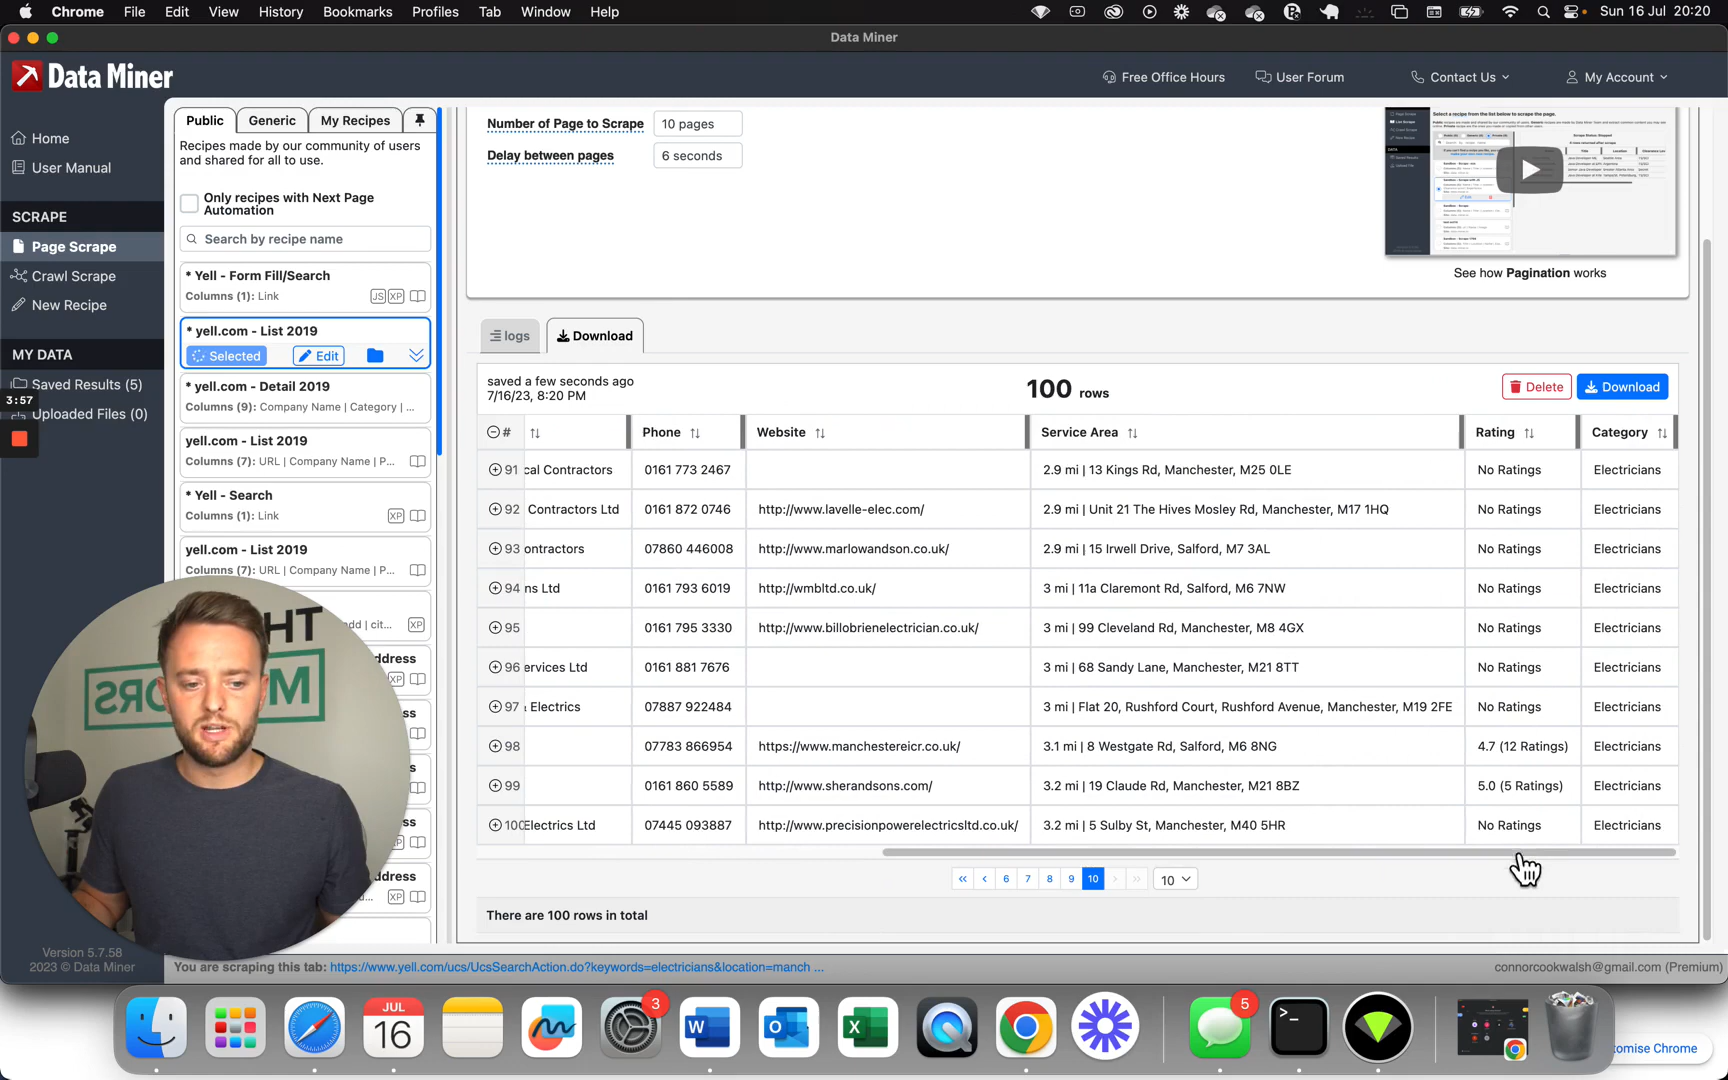 Chrome File Edit View History Bookmarks Profiles Tab Window Help
Sun 16 Jul 20:20
Data Miner
Data Miner
Free Office Hours
User Forum
Contact Us
My Account
Home
User Manual
SCRAPE
Page Scrape
Crawl Scrape
New Recipe
MY DATA
Saved Results (5)
3:57
Uploaded Files (0)
Version 5.7.58
2023 © Data Miner
Public
Generic
My Recipes
Recipes made by our community of users
and shared for all to use.
Only recipes with Next Page
Automation
Search by recipe name
* Yell - Form Fill/Search
Columns (1): Link
JS XP
* yell.com - List 2019
Selected
Edit
* yell.com - Detail 2019
Columns (9): Company Name | Category | ...
yell.com - List 2019
Columns (7): URL | Company Name | P...
* Yell - Search
Columns (1): Link
XP
yell.com - List 2019
Columns (7): URL | Company Name | P...
add | cit...
XP
ddress
XP
ss
s
ess
XP
ddress
XP
Number of Page to Scrape
10 pages
Delay between pages
6 seconds
See how Pagination works
logs
Download
saved a few seconds ago
7/16/23, 8:20 PM
100 rows
Delete
Download
# Phone Website Service Area Rating Category
91 cal Contractors 0161 773 2467 2.9 mi | 13 Kings Rd, Manchester, M25 0LE No Ratings Electricians
92 Contractors Ltd 0161 872 0746 http://www.lavelle-elec.com/ 2.9 mi | Unit 21 The Hives Mosley Rd, Manchester, M17 1HQ No Ratings Electricians
93 ontractors 07860 446008 http://www.marlowandson.co.uk/ 2.9 mi | 15 Irwell Drive, Salford, M7 3AL No Ratings Electricians
94 ns Ltd 0161 793 6019 http://wmbltd.co.uk/ 3 mi | 11a Claremont Rd, Salford, M6 7NW No Ratings Electricians
95 0161 795 3330 http://www.billobrienelectrician.co.uk/ 3 mi | 99 Cleveland Rd, Manchester, M8 4GX No Ratings Electricians
96 ervices Ltd 0161 881 7676 3 mi | 68 Sandy Lane, Manchester, M21 8TT No Ratings Electricians
97 Electrics 07887 922484 3 mi | Flat 20, Rushford Court, Rushford Avenue, Manchester, M19 2FE No Ratings Electricians
98 07783 866954 https://www.manchestereicr.co.uk/ 3.1 mi | 8 Westgate Rd, Salford, M6 8NG 4.7 (12 Ratings) Electricians
99 0161 860 5589 http://www.sherandsons.com/ 3.2 mi | 19 Claude Rd, Manchester, M21 8BZ 5.0 (5 Ratings) Electricians
100 Electrics Ltd 07445 093887 http://www.precisionpowerelectricsltd.co.uk/ 3.2 mi | 5 Sulby St, Manchester, M40 5HR No Ratings Electricians
« ‹ 6 7 8 9 10 › » 10
There are 100 rows in total
You are scraping this tab: https://www.yell.com/ucs/UcsSearchAction.do?keywords=electricians&location=manch ...
connorcookwalsh@gmail.com (Premium)
JUL
16
3
W
O
X
5
>_
tomise Chrome